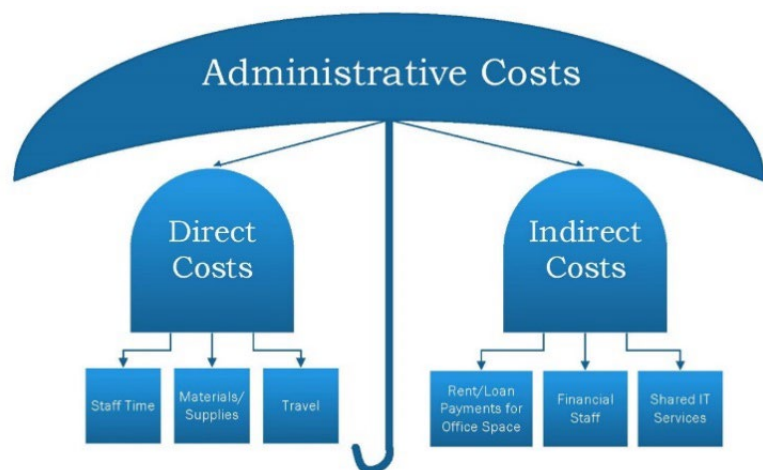 Administrative Costs
Direct
Costs
Indirect
Costs
Staff Time
Materials/
Supplies
Travel
Rent/Loan
Payments for
Office Space
Financial
Staff
Shared IT
Services